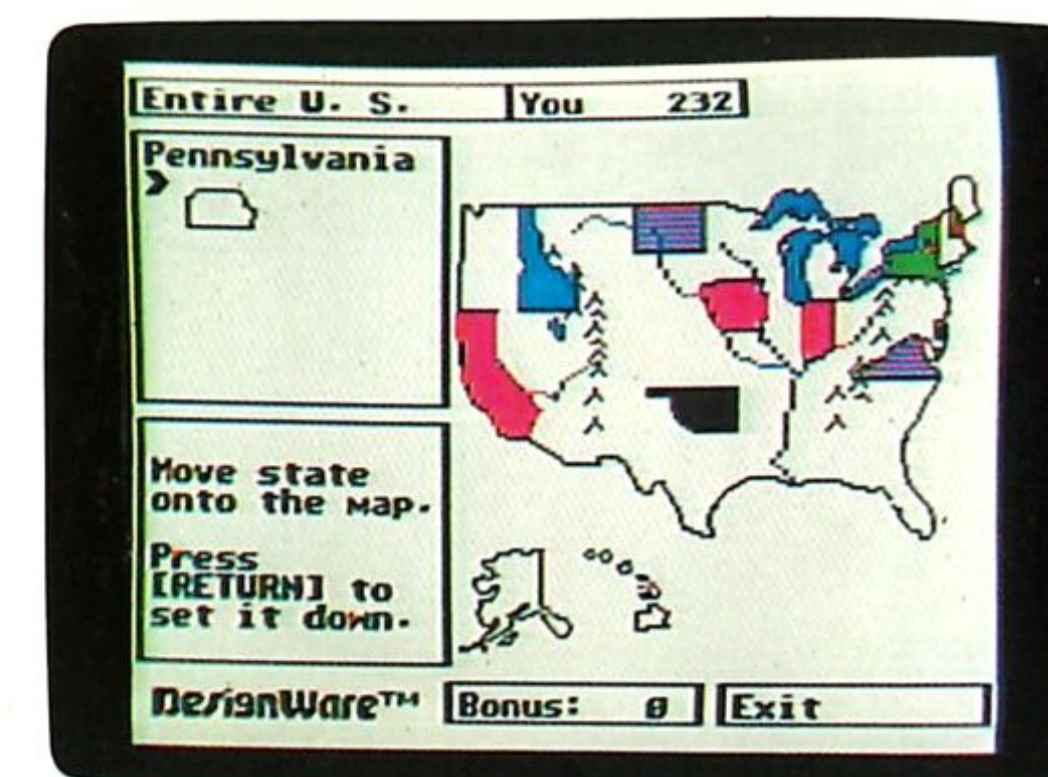 Entire U. S.
You 232
Pennsylvania
Move state
onto the map.
Press
[RETURN] to
set it down.
DesignWare™
Bonus: 0
Exit